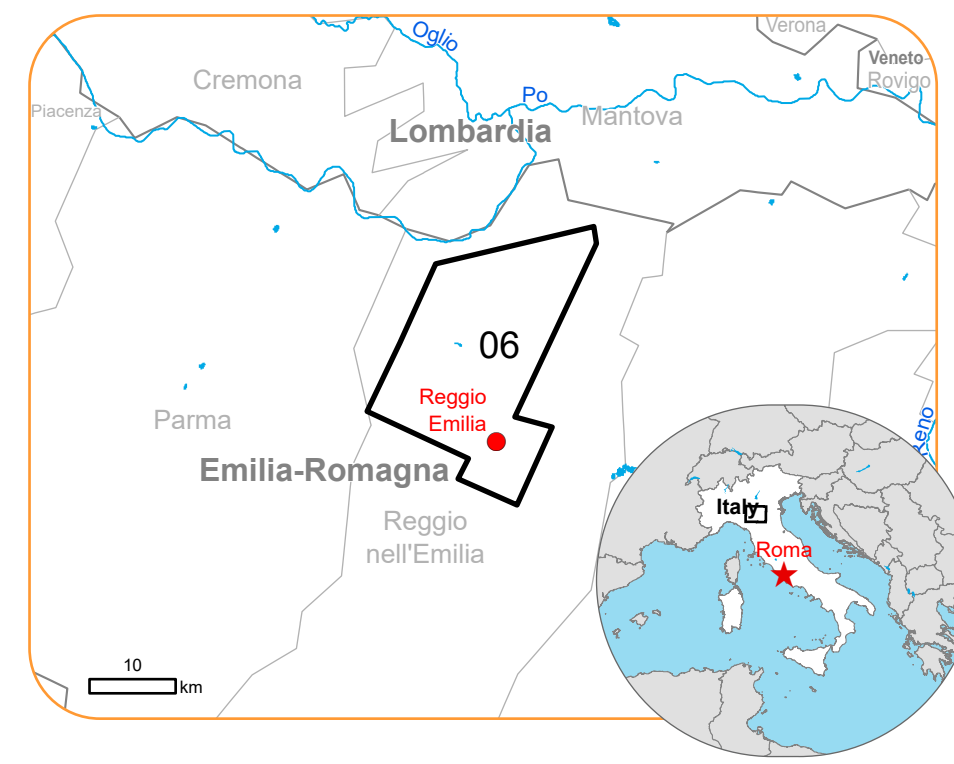 Oglio
Verona
Veneto
Rovigo
Cremona
Piacenza
Po
Mantova
Lombardia
06
Reggio
Emilia
Parma
Emilia-Romagna
Reno
Reggio
nell'Emilia
Italy
Roma
10
km